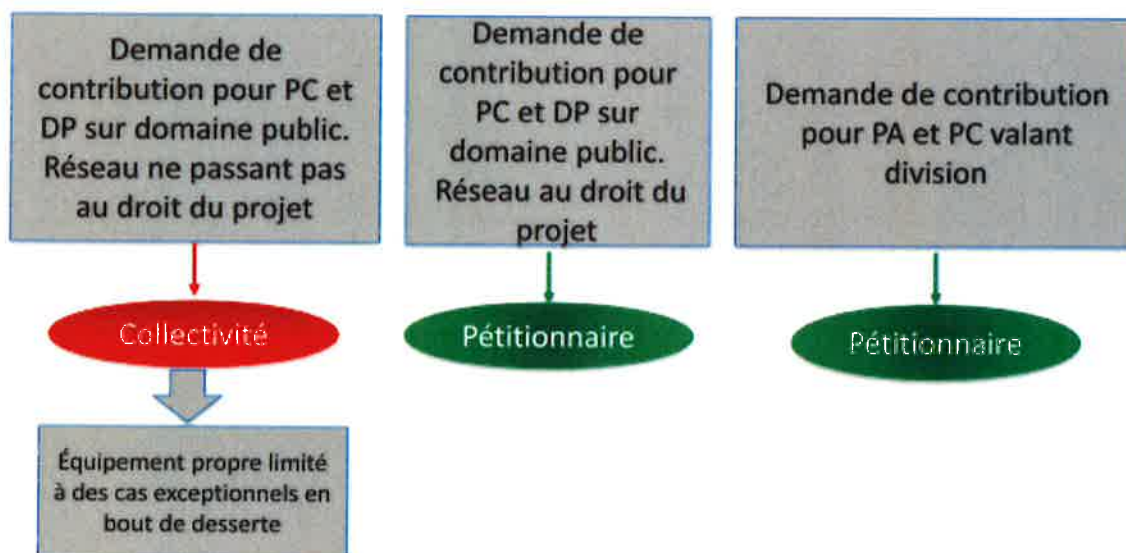 Demande de
contribution pour PC et
DP sur domaine public.
Réseau ne passant pas
au droit du projet
Collectivité
Équipement propre limité
à des cas exceptionnels en
bout de desserte
Demande de
contribution pour
PC et DP sur
domaine public.
Réseau au droit du
projet
Pétitionnaire
Demande de contribution
pour PA et PC valant
division
Pétitionnaire